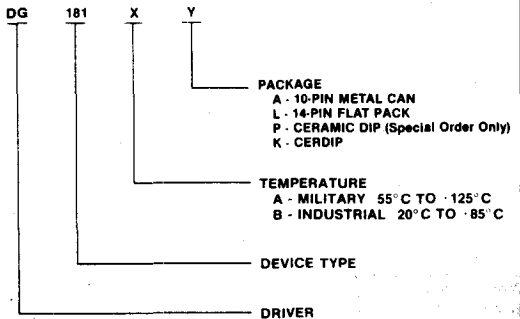 DG 181 X Y
PACKAGE
A - 10-PIN METAL CAN
L - 14-PIN FLAT PACK
P - CERAMIC DIP (Special Order Only)
K - CERDIP
TEMPERATURE
A - MILITARY 55°C TO ·125°C
B - INDUSTRIAL 20°C TO ·85°C
DEVICE TYPE
DRIVER